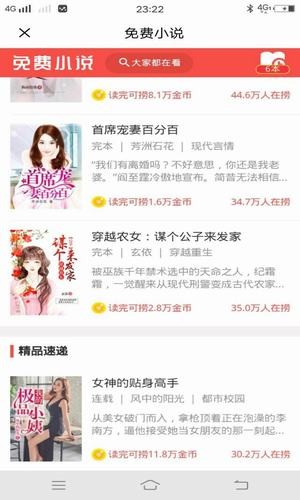 4G
23:22
4G
免费小说
免费小说
大家都在看
6本
读完可捞8.1万金币
44.6万人在捞
首席宠妻百分百
完本 | 芳洲石花 | 现代言情
“我们有离婚吗？不好意思，你还是我老
婆。”阎至霆冷傲地宣布。简昔无法相信...
读完可捞1.6万金币
34.7万人在捞
首席宠
妻百分百
穿越农女：谋个公子来发家
完本 | 玄依 | 穿越重生
被巫族千年禁术选中的天命之人，纪霜
霜，一觉醒来从现代刑警变成古代农家...
读完可捞2.8万金币
25.0万人在捞
谋个
公子
来发家
精品速递
女神的贴身高手
连载 | 风中的阳光 | 都市校园
从美女破门而入，拿枪顶着正在泡澡的李
南方，逼他接受她当女朋友的那一刻起...
读完可捞11.8万金币
21.2万人在捞
极品
小姨